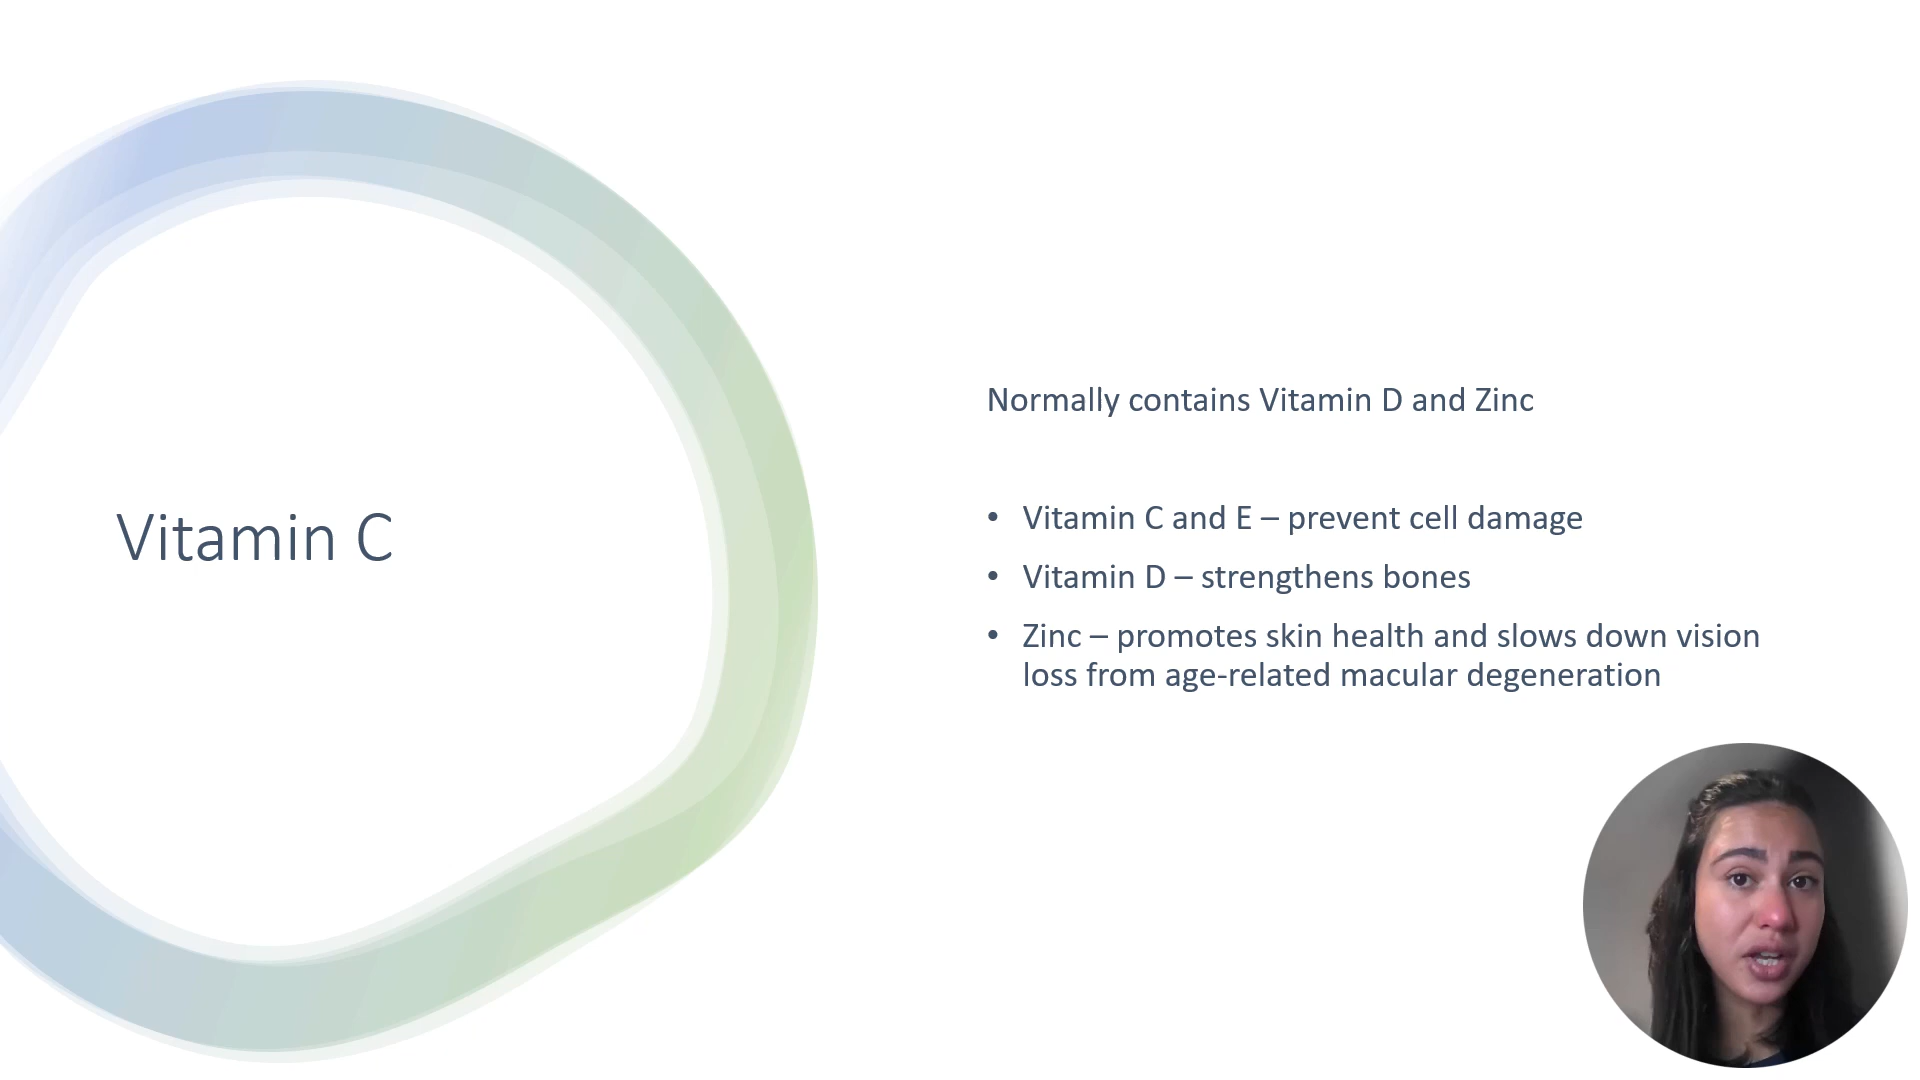 Vitamin C
Normally contains Vitamin D and Zinc
• Vitamin C and E – prevent cell damage
• Vitamin D – strengthens bones
• Zinc – promotes skin health and slows down vision
loss from age-related macular degeneration